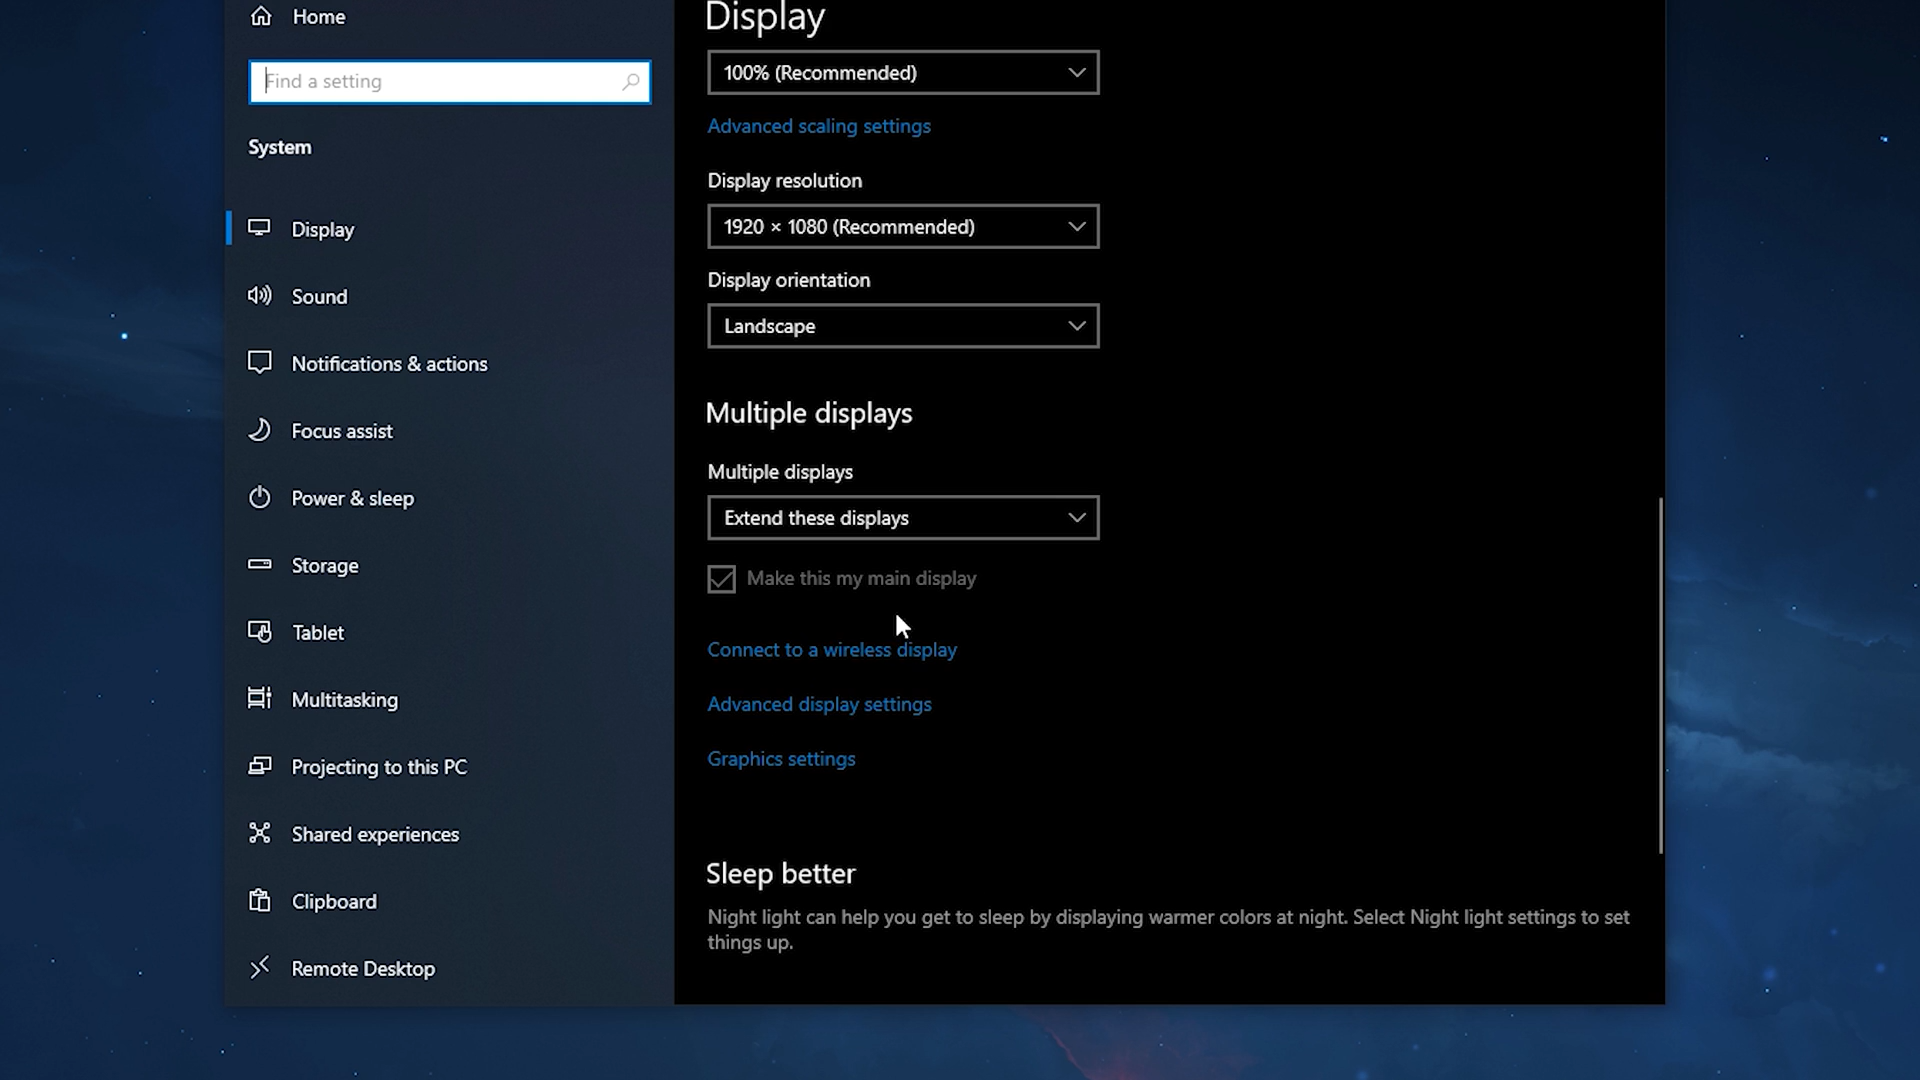 Home
Find a setting
System
Display
Sound
Notifications & actions
Focus assist
Power & sleep
Storage
Tablet
Multitasking
Projecting to this PC
Shared experiences
Clipboard
Remote Desktop
Display
100% (Recommended)
Advanced scaling settings
Display resolution
1920 × 1080 (Recommended)
Display orientation
Landscape
Multiple displays
Multiple displays
Extend these displays
Make this my main display
Connect to a wireless display
Advanced display settings
Graphics settings
Sleep better
Night light can help you get to sleep by displaying warmer colors at night. Select Night light settings to set
things up.